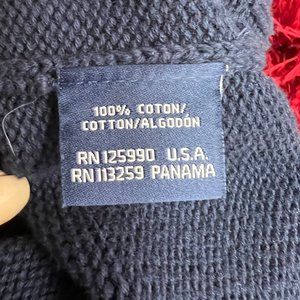 100% COTON/
COTTON/ALGODÓN
RN 125990 U.S.A.
RN 113259 PANAMA